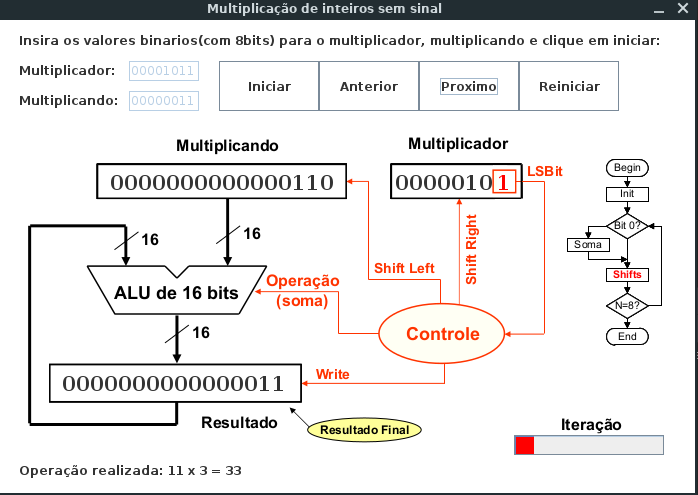 Multiplicação de inteiros sem sinal
Insira os valores binarios(com 8bits) para o multiplicador, multiplicando e clique em iniciar:
Multiplicador: 00001011
Multiplicando: 00000011
Iniciar Anterior Proximo Reiniciar
Multiplicando
Multiplicador
0000000000000110
00000101
LSBit
Begin
Init
Bit 0?
Soma
Shifts
N=8?
End
16
16
Shift Left
Shift Right
Operação
(soma)
ALU de 16 bits
Controle
16
Write
0000000000000011
Resultado
Resultado Final
Iteração
Operação realizada: 11 x 3 = 33